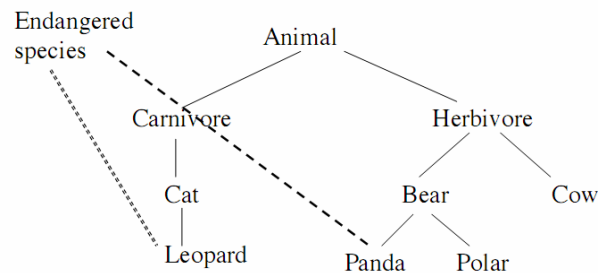 Endangered
species
Animal
Carnivore
Herbivore
Cat
Bear
Cow
Leopard
Panda
Polar